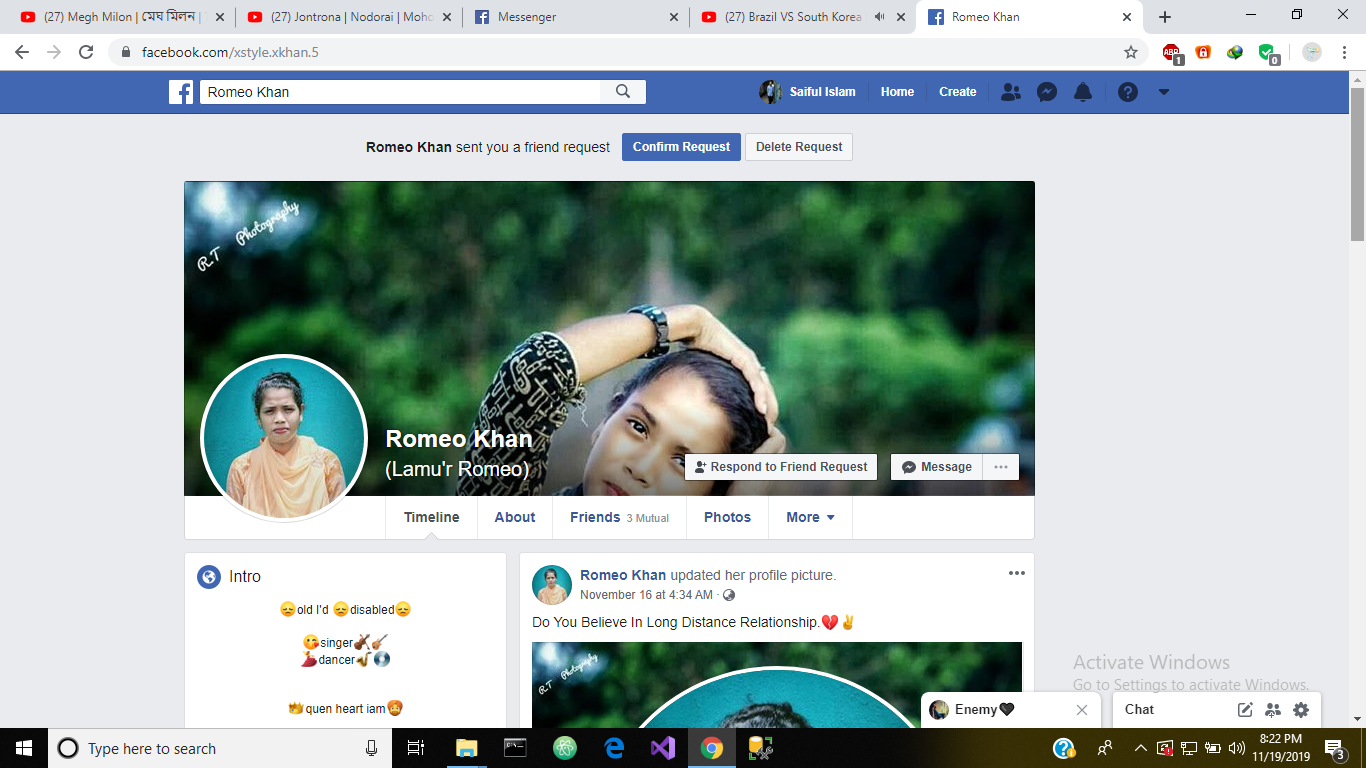 (27) Megh Milon | মেঘ মিলন |
(27) Jontrona | Nodorai | Moho
Messenger
(27) Brazil VS South Korea
Romeo Khan
facebook.com/xstyle.xkhan.5
ABP
1
0
Romeo Khan
Saiful Islam
Home
Create
Romeo Khan sent you a friend request
Confirm Request
Delete Request
R.T Photography
Romeo Khan
(Lamu'r Romeo)
Respond to Friend Request
Message
Timeline
About
Friends 3 Mutual
Photos
More
Intro
😞old I'd 😞disabled😞
😘singer🎻🎸
💃dancer🎷💿
👑 quen heart iam
Romeo Khan updated her profile picture.
November 16 at 4:34 AM ·
Do You Believe In Long Distance Relationship.💔✌
R.T Photography
Activate Windows
Go to Settings to activate Windows.
Enemy🖤
Chat
Type here to search
8:22 PM
11/19/2019
3